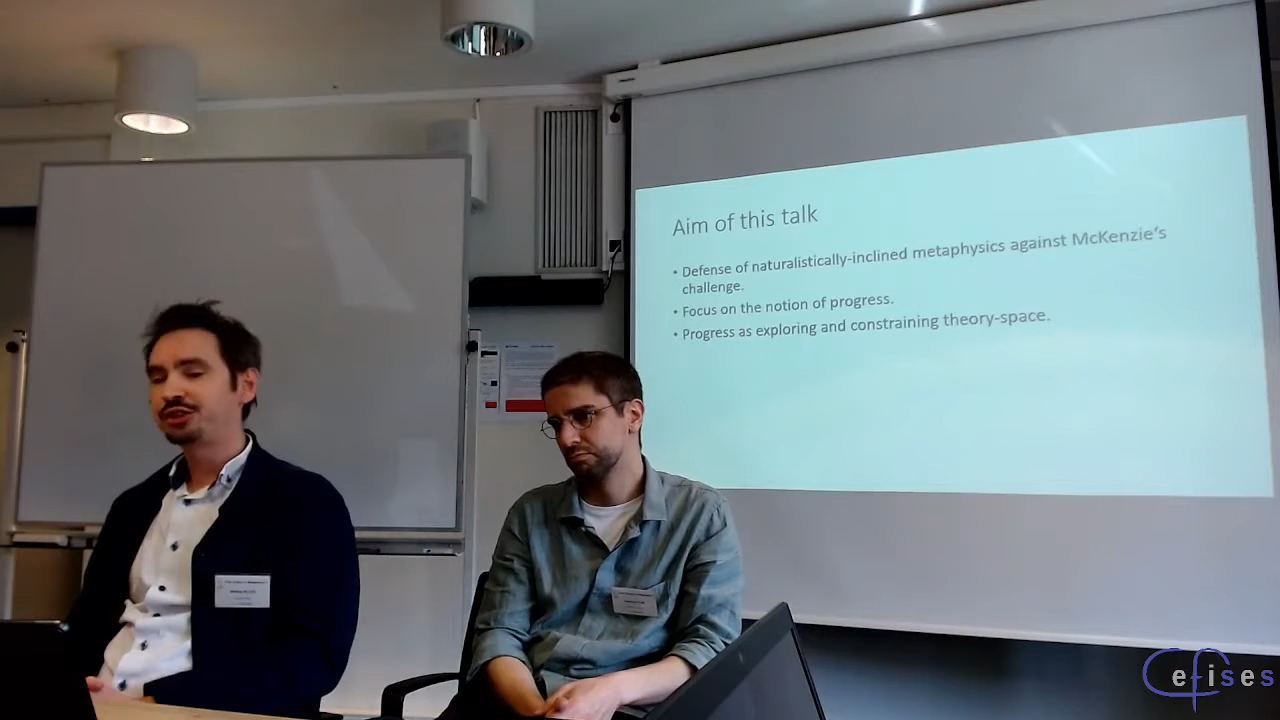 Aim of this talk
• Defense of naturalistically-inclined metaphysics against McKenzie's
challenge.
• Focus on the notion of progress.
• Progress as exploring and constraining theory-space.
efises